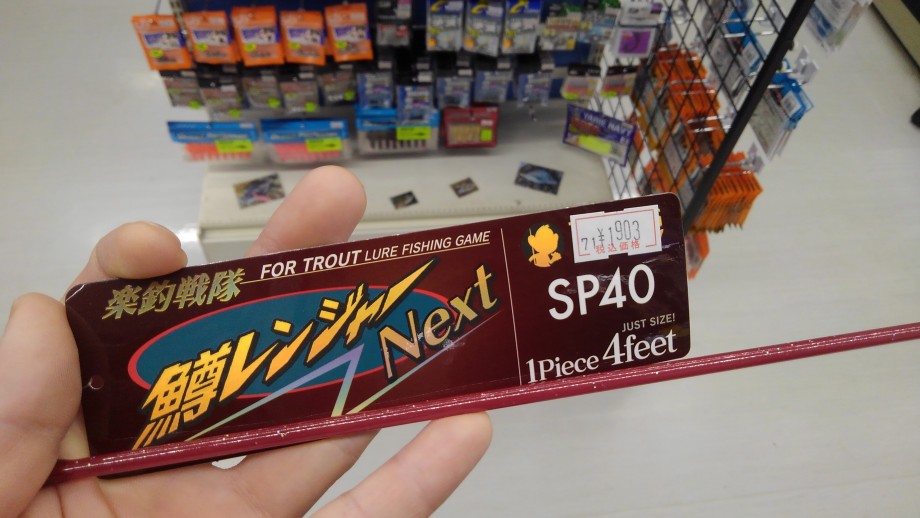 楽釣戦隊
FOR TROUT LURE FISHING GAME
鱒レンジャー
Next
71 ¥1903
税込価格
SP40
JUST SIZE!
1Piece 4feet